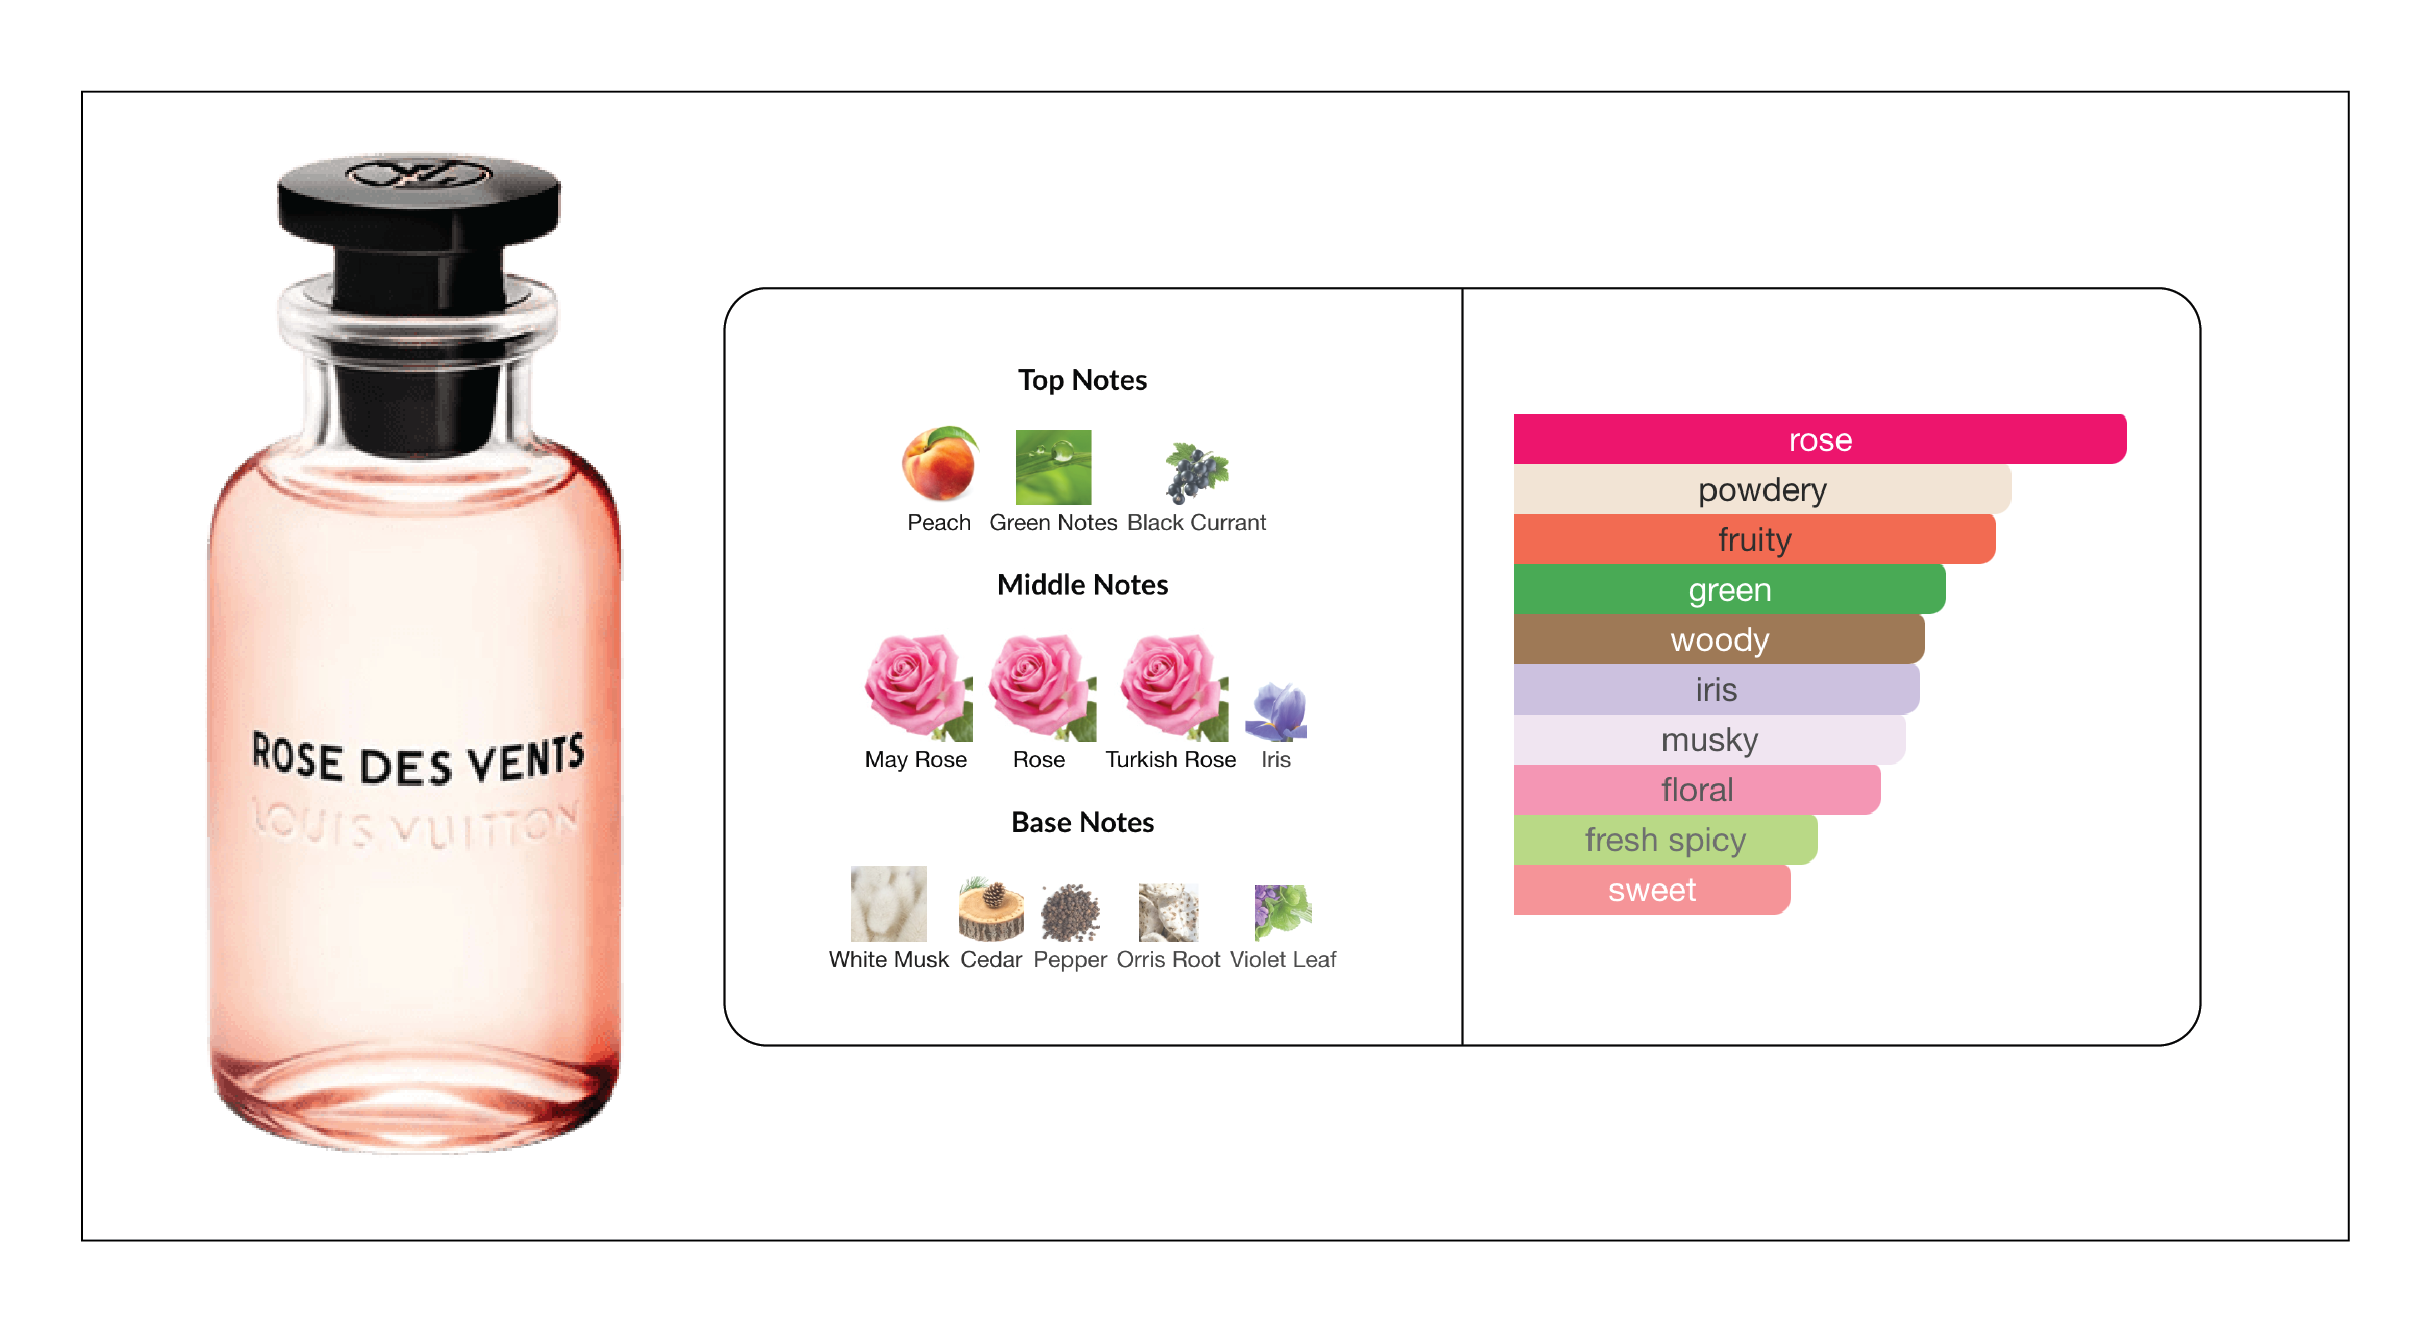 ROSE DES VENTS
LOUIS VUITTON
Top Notes
Peach Green Notes Black Currant
Middle Notes
May Rose Rose Turkish Rose Iris
Base Notes
White Musk Cedar Pepper Orris Root Violet Leaf
rose
powdery
fruity
green
woody
iris
musky
floral
fresh spicy
sweet